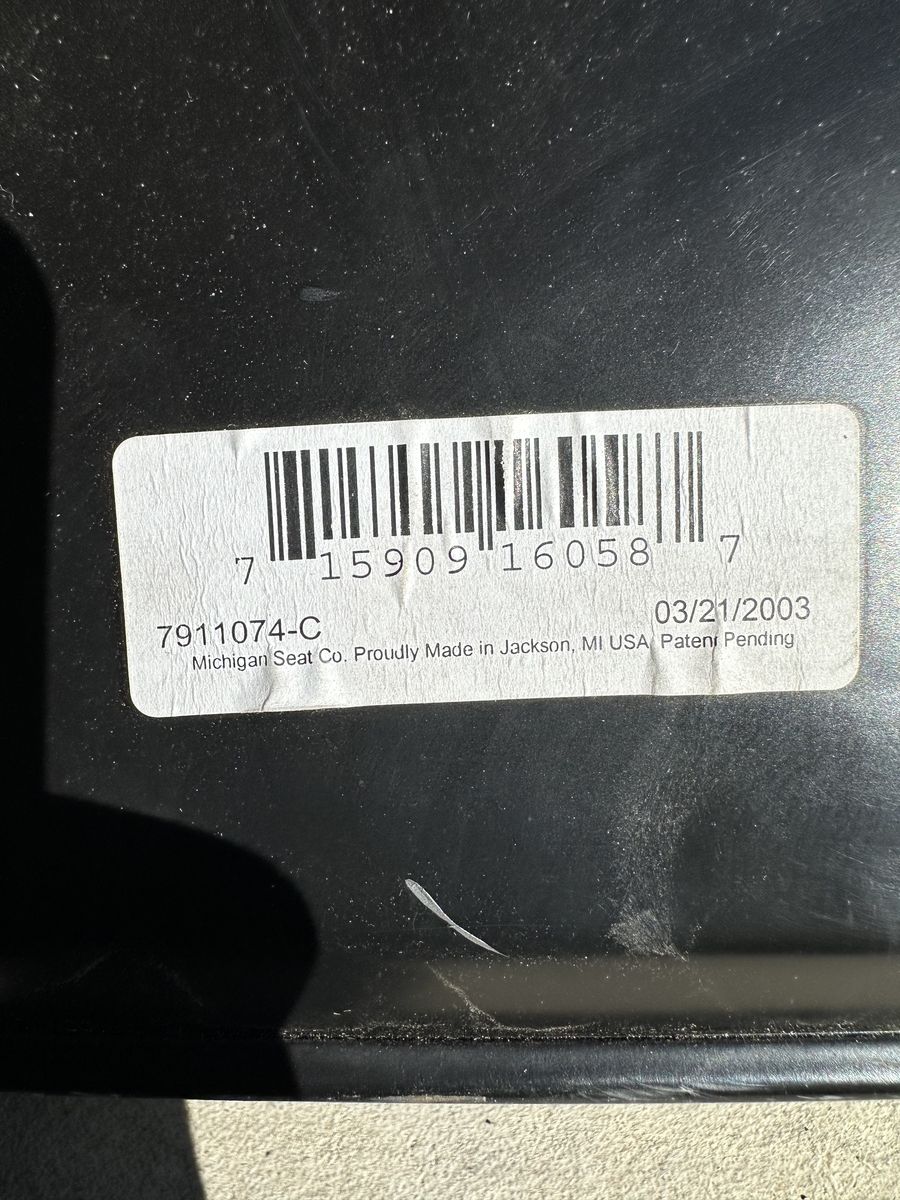 7 15909 16058 7
7911074-C 03/21/2003
Michigan Seat Co. Proudly Made in Jackson, MI USA Patent Pending